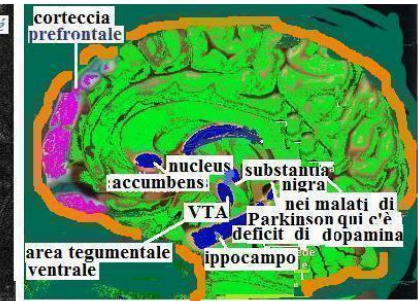 corteccia
prefrontale
nucleus
accumbens
substantia
nigra
nei malati di
Parkinson qui c'è
deficit di dopamina
VTA
area tegumentale
ventrale
ippocampo